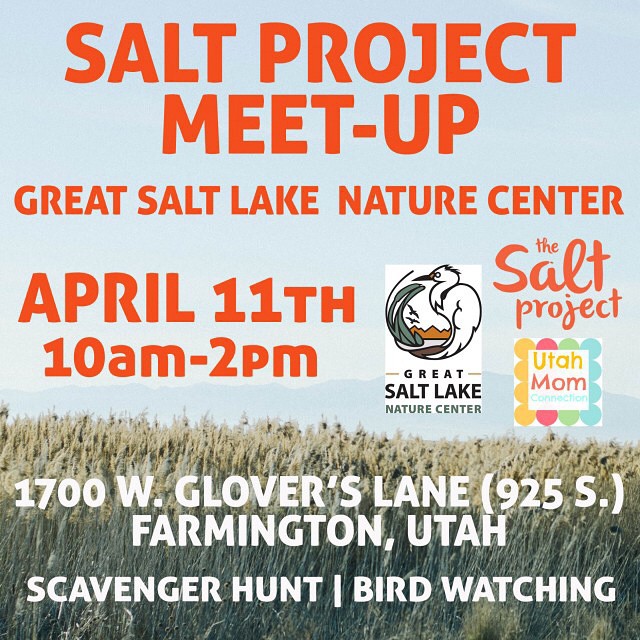 SALT PROJECT
MEET-UP
GREAT SALT LAKE NATURE CENTER
APRIL 11TH
10am-2pm
GREAT
SALT LAKE
NATURE CENTER
the
Salt
project
Utah
Mom
Connection
1700 W. GLOVER'S LANE (925 S.)
FARMINGTON, UTAH
SCAVENGER HUNT | BIRD WATCHING